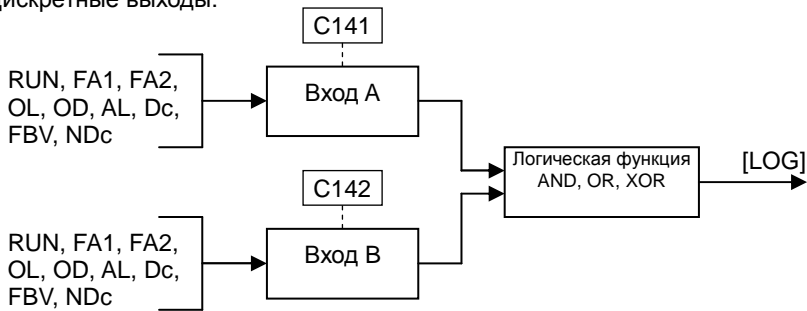 дискретные выходы:
C141
RUN, FA1, FA2,
OL, OD, AL, Dc,
FBV, NDc
Вход A
Логическая функция
AND, OR, XOR
[LOG]
C142
RUN, FA1, FA2,
OL, OD, AL, Dc,
FBV, NDc
Вход B